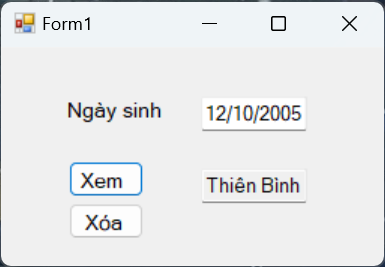 Form1
Ngày sinh 12/10/2005
Xem Thiên Bình
Xóa